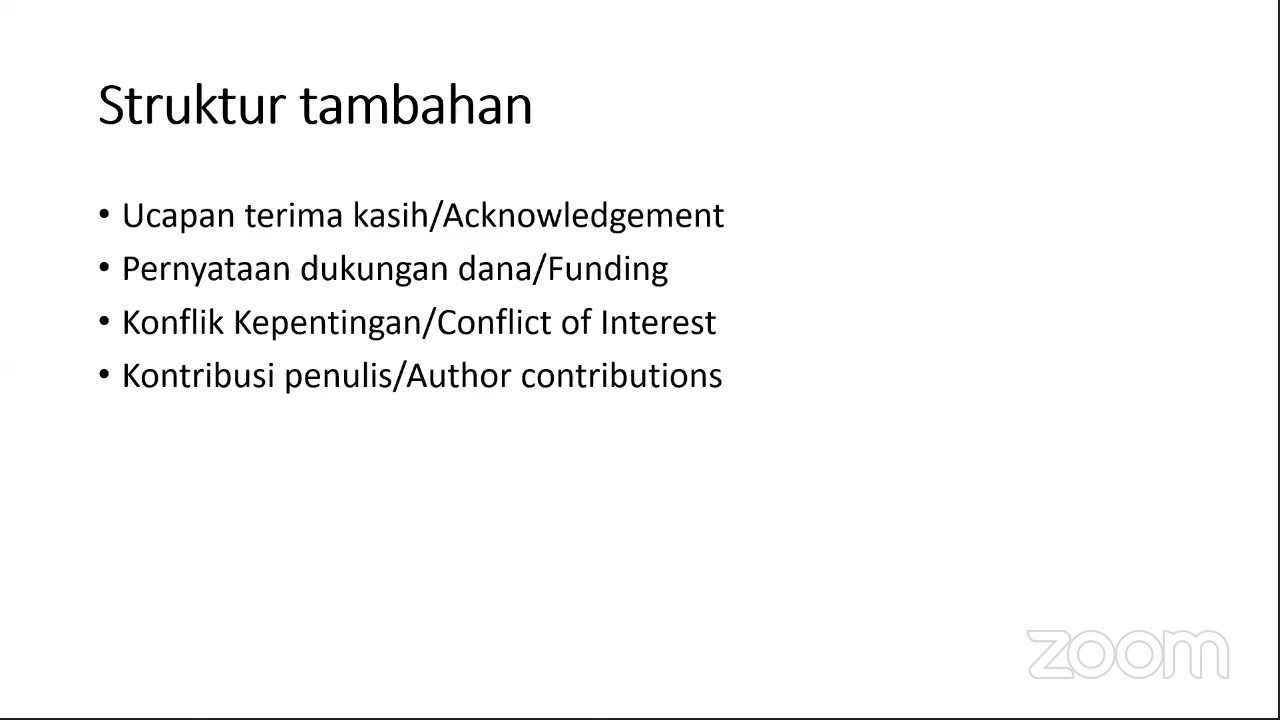 Struktur tambahan
• Ucapan terima kasih/Acknowledgement
• Pernyataan dukungan dana/Funding
• Konflik Kepentingan/Conflict of Interest
• Kontribusi penulis/Author contributions
zoom